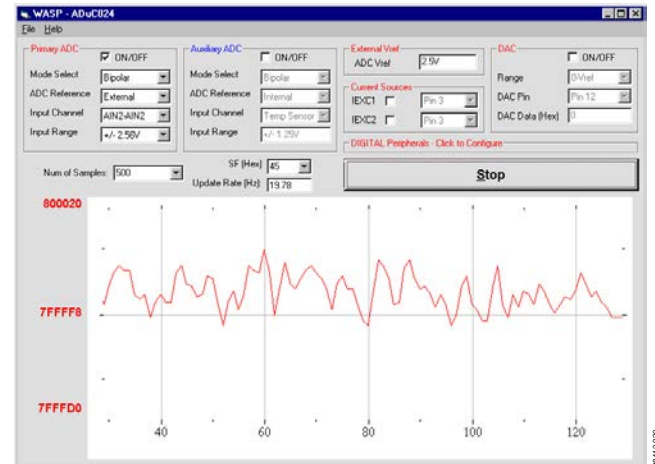 WASP - ADuC824
File Help
Primary ADC
ON/OFF
Mode Select Bipolar
ADC Reference External
Input Channel AIN2-AIN2
Input Range +/- 2.56V
Auxiliary ADC
ON/OFF
Mode Select Bipolar
ADC Reference Internal
Input Channel Temp Sensor
Input Range +/- 1.25V
External Vref
ADC Vref 2.5V
Current Sources
IEXC1 Pin 3
IEXC2 Pin 3
DAC
ON/OFF
Range 0-Vref
DAC Pin Pin 12
DAC Data (Hex) 0
DIGITAL Peripherals - Click to Configure
Num of Samples: 500
SF (Hex) 45
Update Rate (Hz): 19.78
Stop
800020
7FFFF8
7FFFD0
40 60 80 100 120